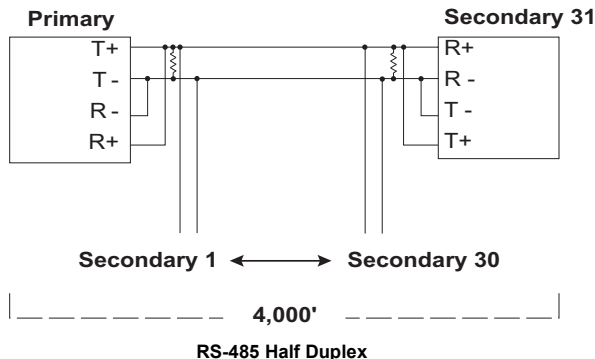 Primary
Secondary 31
T+
T -
R -
R+
R+
R -
T -
T+
Secondary 1
Secondary 30
4,000'
RS-485 Half Duplex